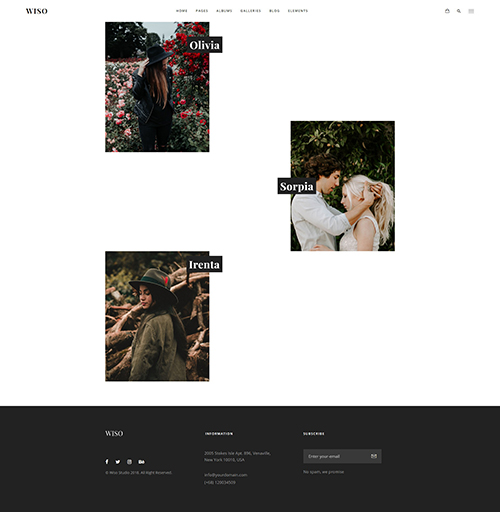 WISO
HOME PAGES ALBUMS GALLERIES BLOG ELEMENTS
Olivia
Sorpia
Irenta
WISO
INFORMATION
SUBSCRIBE
2005 Stokes Isle Apt. 896, Venaville,
New York 10010, USA
info@yourdomain.com
(+68) 120034509
Enter your email
No spam, we promise
© Wiso Studio 2018. All Right Reserved